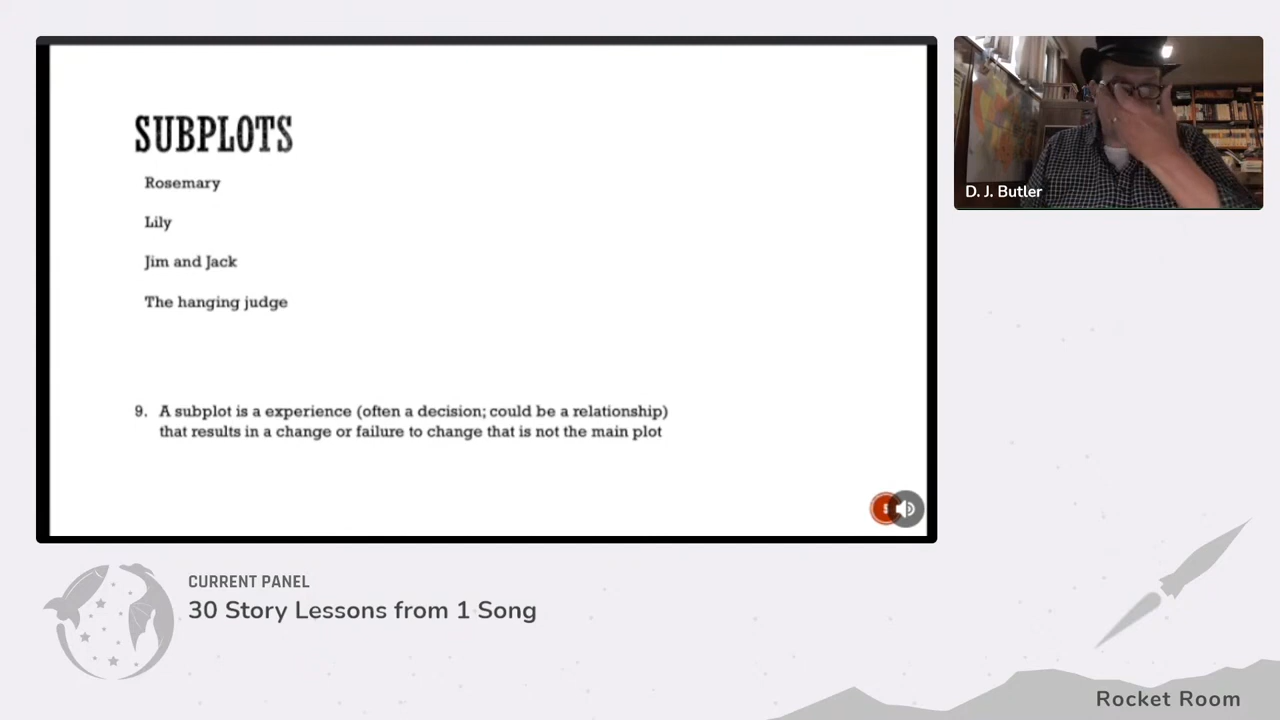 SUBPLOTS
Rosemary
Lily
Jim and Jack
The hanging judge
9. A subplot is a experience (often a decision; could be a relationship)
that results in a change or failure to change that is not the main plot
D. J. Butler
CURRENT PANEL
30 Story Lessons from 1 Song
Rocket Room